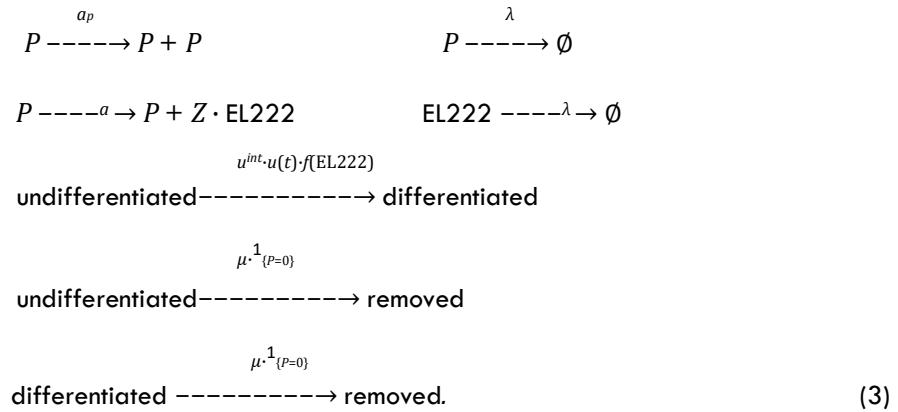 a_p λ
P -----→ P + P P -----→ ∅
P ----a→ P + Z · EL222 EL222 ----λ→ ∅
u^int·u(t)·f(EL222)
undifferentiated-----------→ differentiated
μ·1_{P=0}
undifferentiated----------→ removed
μ·1_{P=0}
differentiated ----------→ removed. (3)